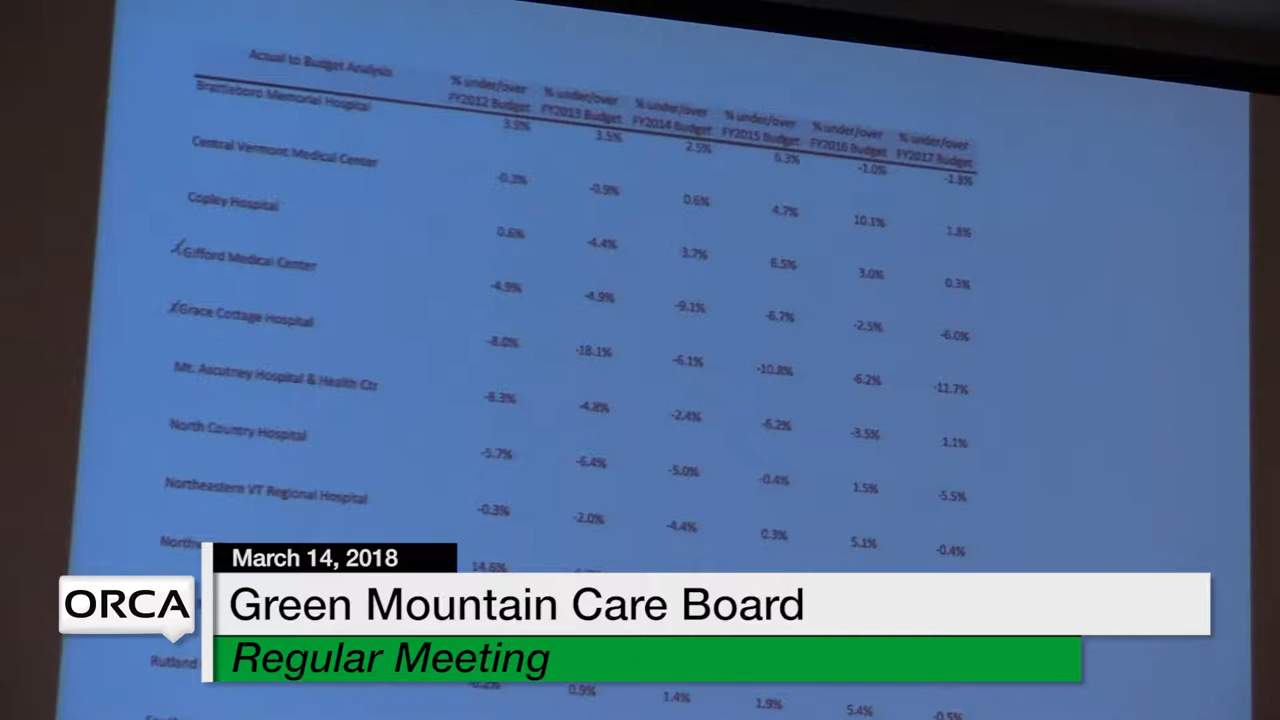 Actual to Budget Analysis
% under/over % under/over % under/over % under/over % under/over % under/over
FY2012 Budget FY2013 Budget FY2014 Budget FY2015 Budget FY2016 Budget FY2017 Budget
Brattleboro Memorial Hospital 3.9% 3.5% 2.5% 6.3% -1.0% -1.8%
Central Vermont Medical Center -0.9% 0.6% 4.7% 10.1% 1.8%
Copley Hospital 0.6% -4.4% 3.7% 6.5% 3.0% 0.3%
Gifford Medical Center -4.9% -4.9% -9.1% -6.7% -2.5% -6.0%
Grace Cottage Hospital -8.0% -18.1% -6.1% -10.8% -6.2% -11.7%
Mt. Ascutney Hospital & Health Ctr -4.8% -2.4% -6.2% -3.5% 1.1%
North Country Hospital -5.7% -6.4% -5.0% -0.4% 1.5% -5.5%
Northeastern VT Regional Hospital -0.3% -2.0% -4.4% 0.3% 5.1% -0.4%
14.6%
March 14, 2018
ORCA
Green Mountain Care Board
Regular Meeting
Rutland
0.9% 1.4% 1.9% 5.4% -0.5%